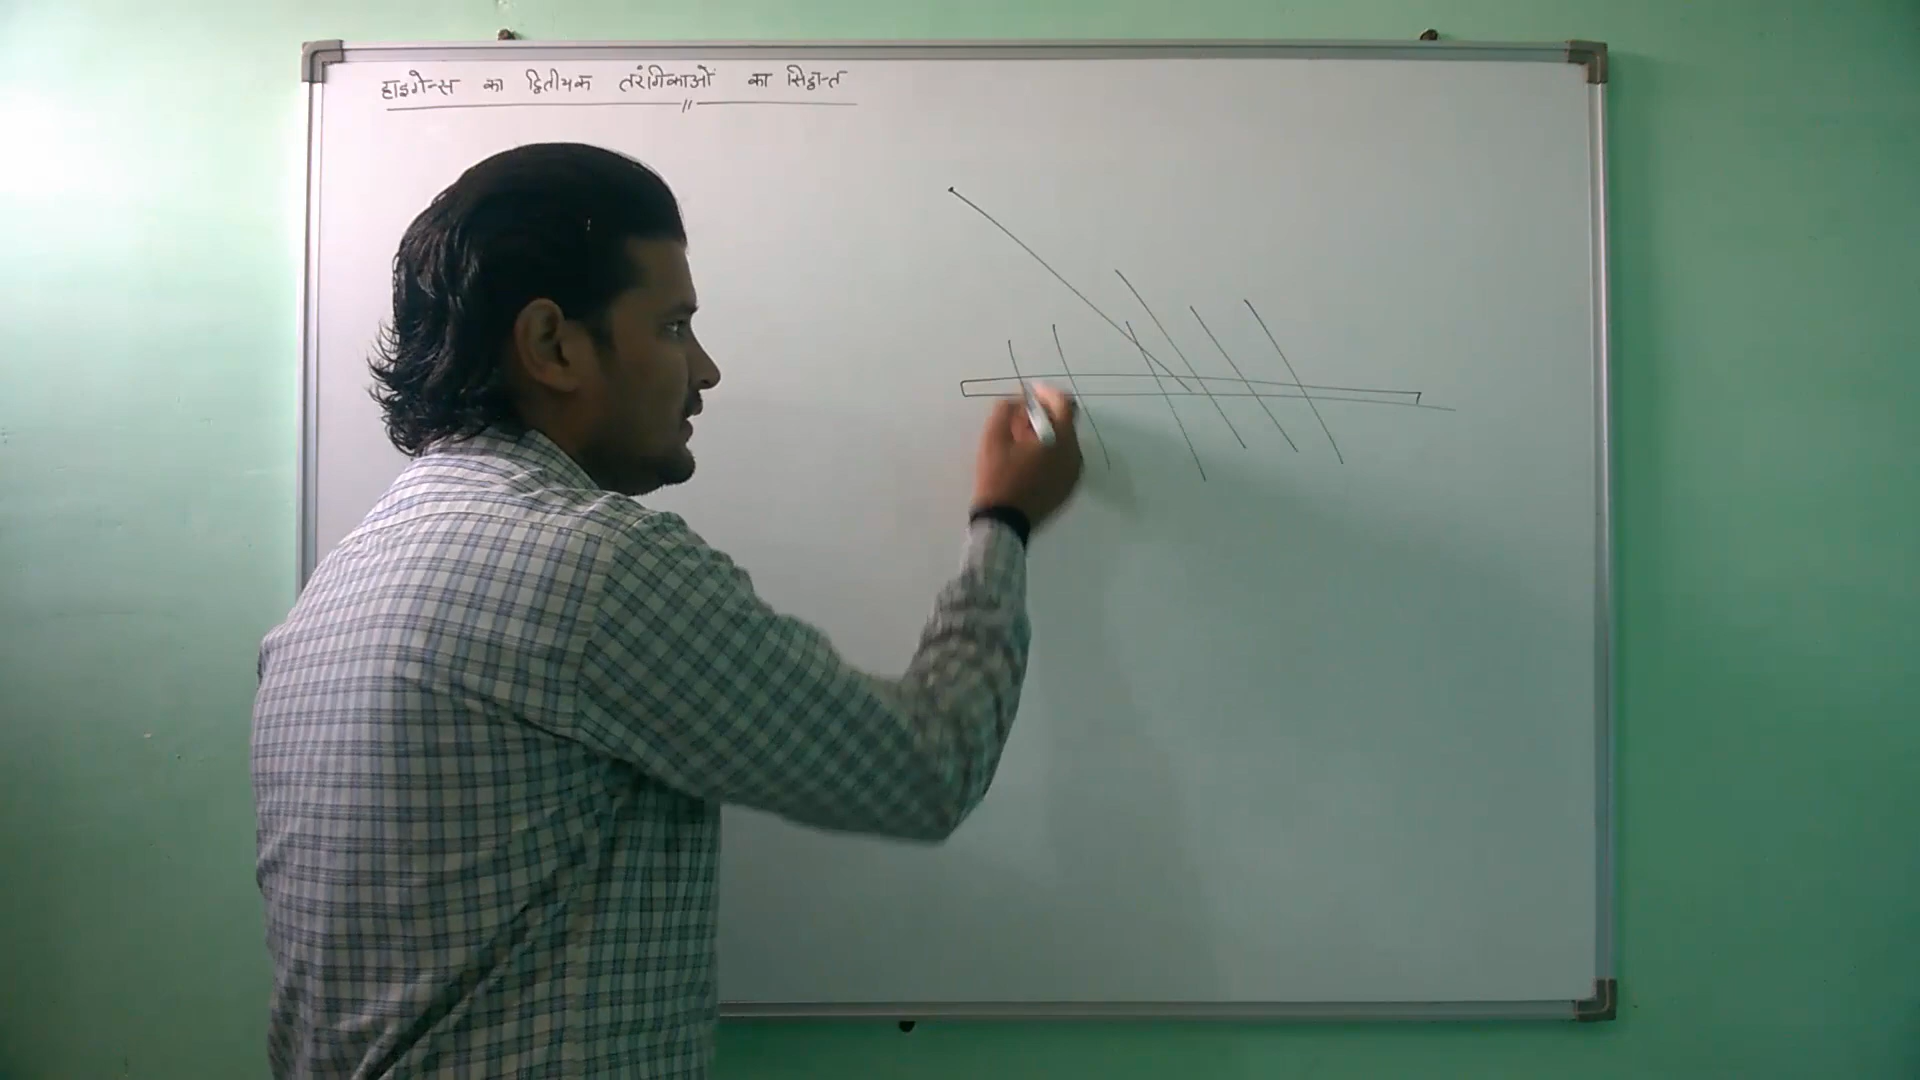 हाइगेन्स का द्वितीयक तरंगिकाओं का सिद्धान्त